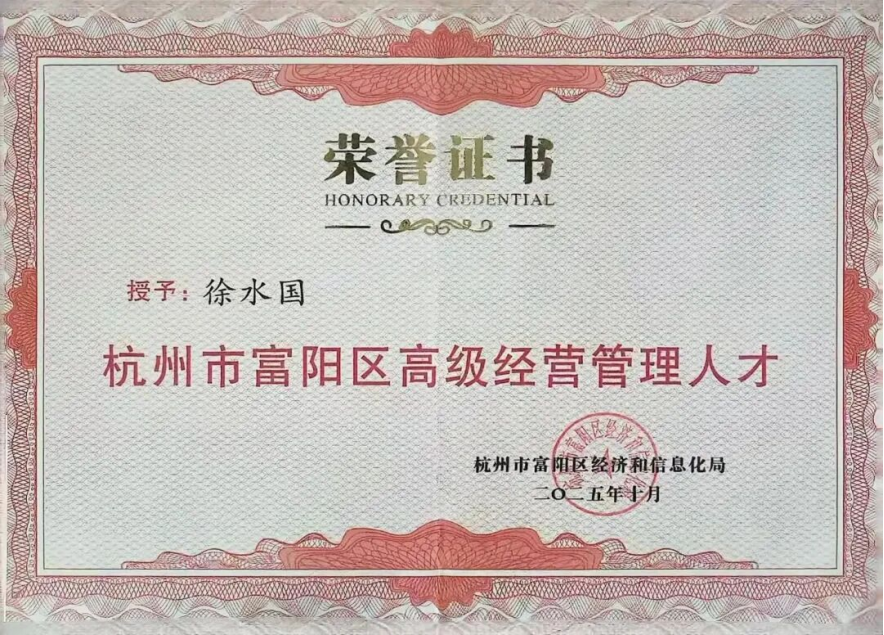 荣誉证书
HONORARY CREDENTIAL
授予：徐水国
杭州市富阳区高级经营管理人才
杭州市富阳区经济和信息化局
二〇二五年十月